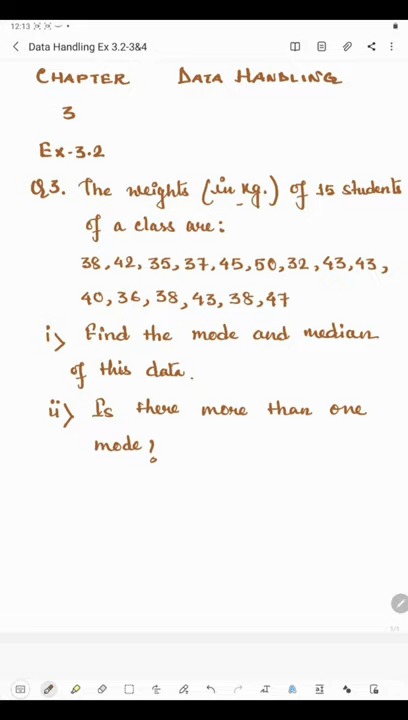 12:13
Data Handling Ex 3.2-3&4
CHAPTER DATA HANDLING
3
Ex-3.2
Q3. The weights (in kg.) of 15 students
of a class are:
38, 42, 35, 37, 45, 50, 32, 43, 43,
40, 36, 38, 43, 38, 47
i) Find the mode and median
of this data.
ii) Is there more than one
mode?
1/1